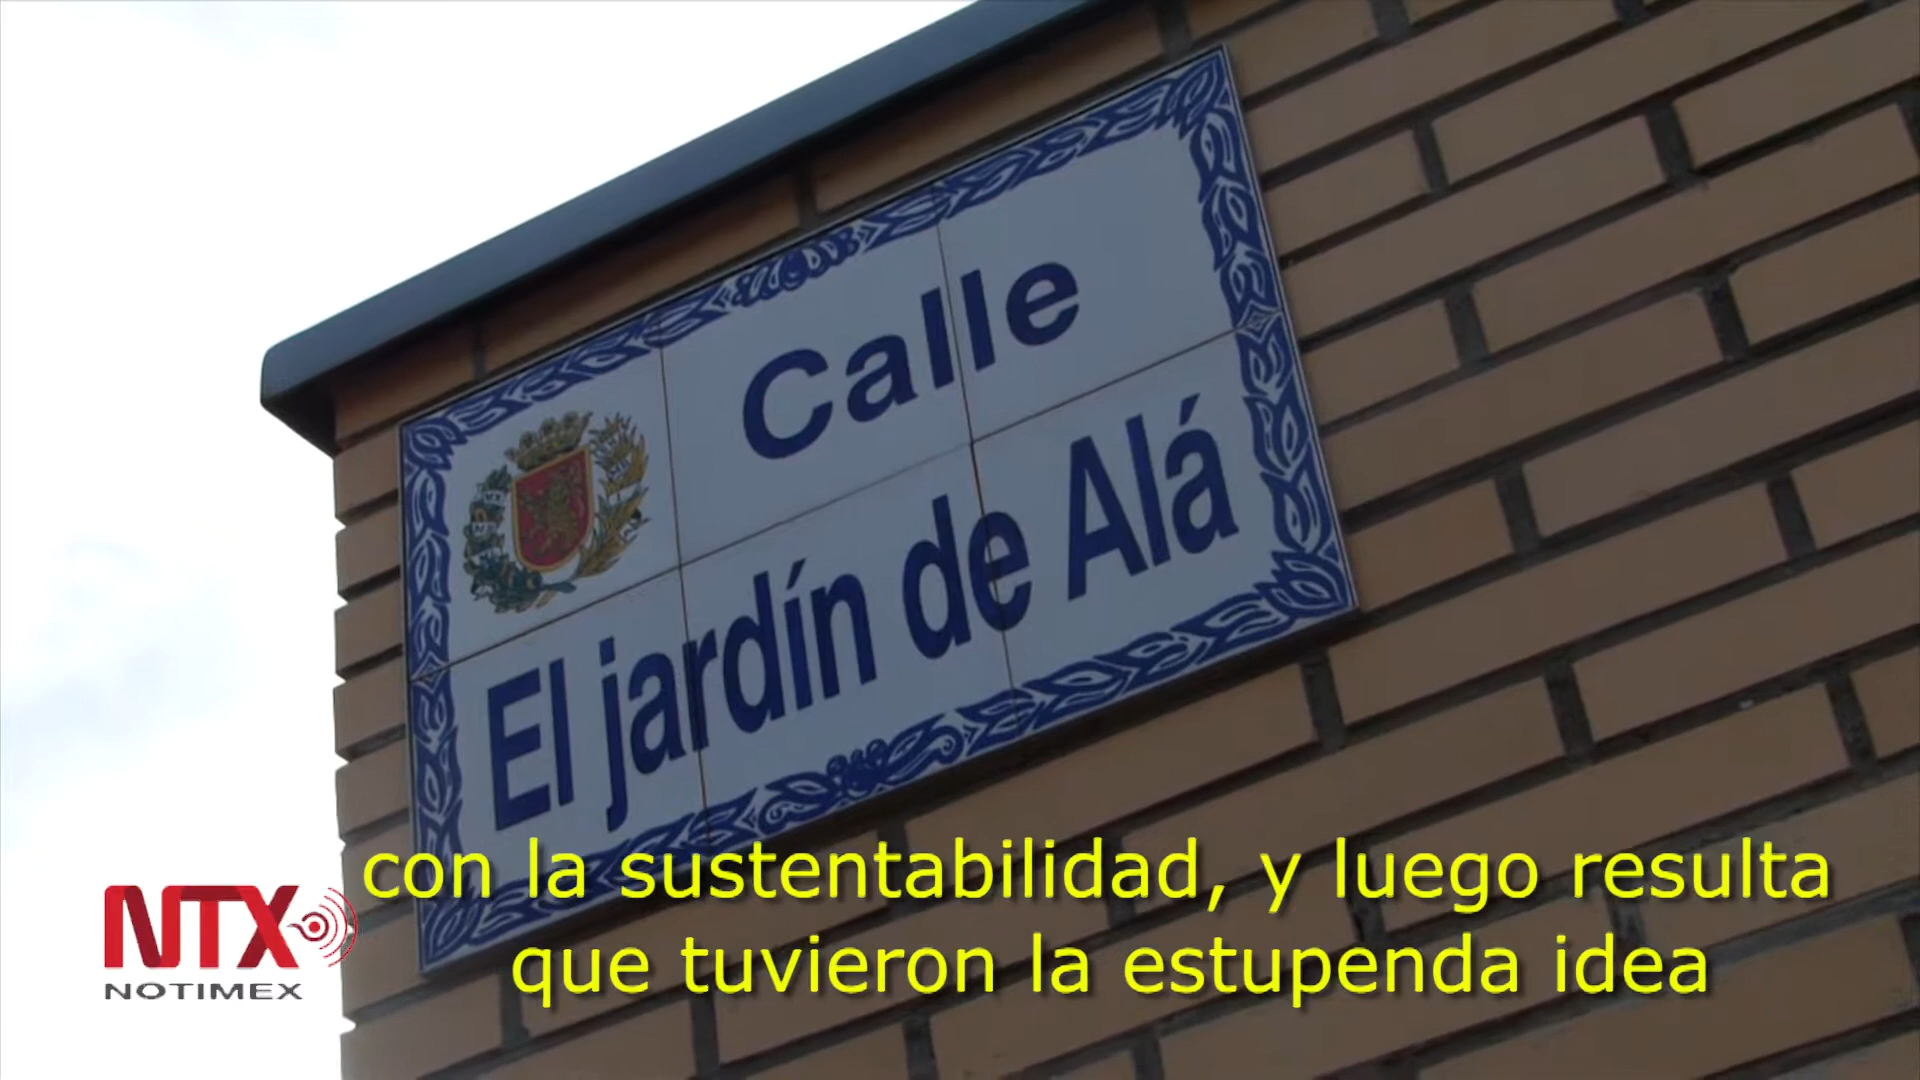 Calle
El jardín de Alá
con la sustentabilidad, y luego resulta
que tuvieron la estupenda idea
NTX
NOTIMEX